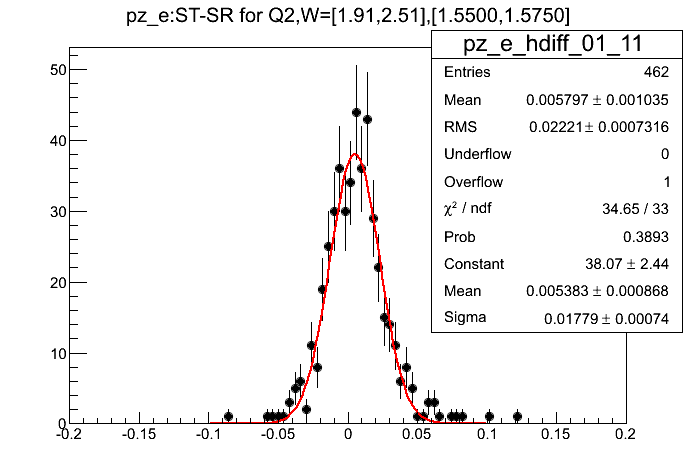 pz_e:ST-SR for Q2,W=[1.91,2.51],[1.5500,1.5750]
pz_e_hdiff_01_11
Entries 462
Mean 0.005797 ± 0.001035
RMS 0.02221± 0.0007316
Underflow 0
Overflow 1
χ² / ndf 34.65 / 33
Prob 0.3893
Constant 38.07 ± 2.44
Mean 0.005383 ± 0.000868
Sigma 0.01779 ± 0.00074
50
40
30
20
10
0
-0.2 -0.15 -0.1 -0.05 0 0.05 0.1 0.15 0.2